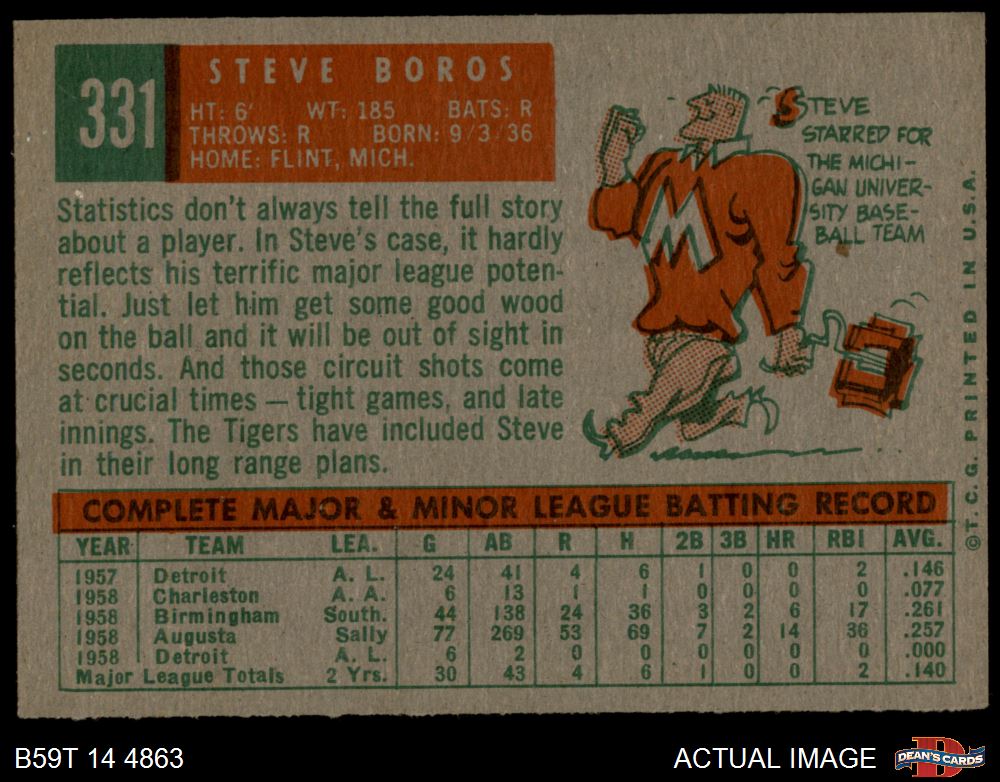 331
STEVE BOROS
HT: 6' WT: 185 BATS: R
THROWS: R BORN: 9/3/36
HOME: FLINT, MICH.
Statistics don't always tell the full story
about a player. In Steve's case, it hardly
reflects his terrific major league poten-
tial. Just let him get some good wood
on the ball and it will be out of sight in
seconds. And those circuit shots come
at crucial times — tight games, and late
innings. The Tigers have included Steve
in their long range plans.
STEVE
STARRED FOR
THE MICHI-
GAN UNIVER-
SITY BASE-
BALL TEAM
M
©T.C.G. PRINTED IN U.S.A.
COMPLETE MAJOR & MINOR LEAGUE BATTING RECORD
YEAR TEAM LEA. G AB R H 2B 3B HR RBI AVG.
1957 Detroit A. L. 24 41 4 6 1 0 0 2 .146
1958 Charleston A. A. 6 13 1 1 0 0 0 0 .077
1958 Birmingham South. 44 138 24 36 3 2 6 17 .261
1958 Augusta Sally 77 269 53 69 7 2 14 36 .257
1958 Detroit A. L. 6 2 0 0 0 0 0 0 .000
Major League Totals 2 Yrs. 30 43 4 6 1 0 0 2 .140
B59T 14 4863
ACTUAL IMAGE
D
DEAN'S CARDS